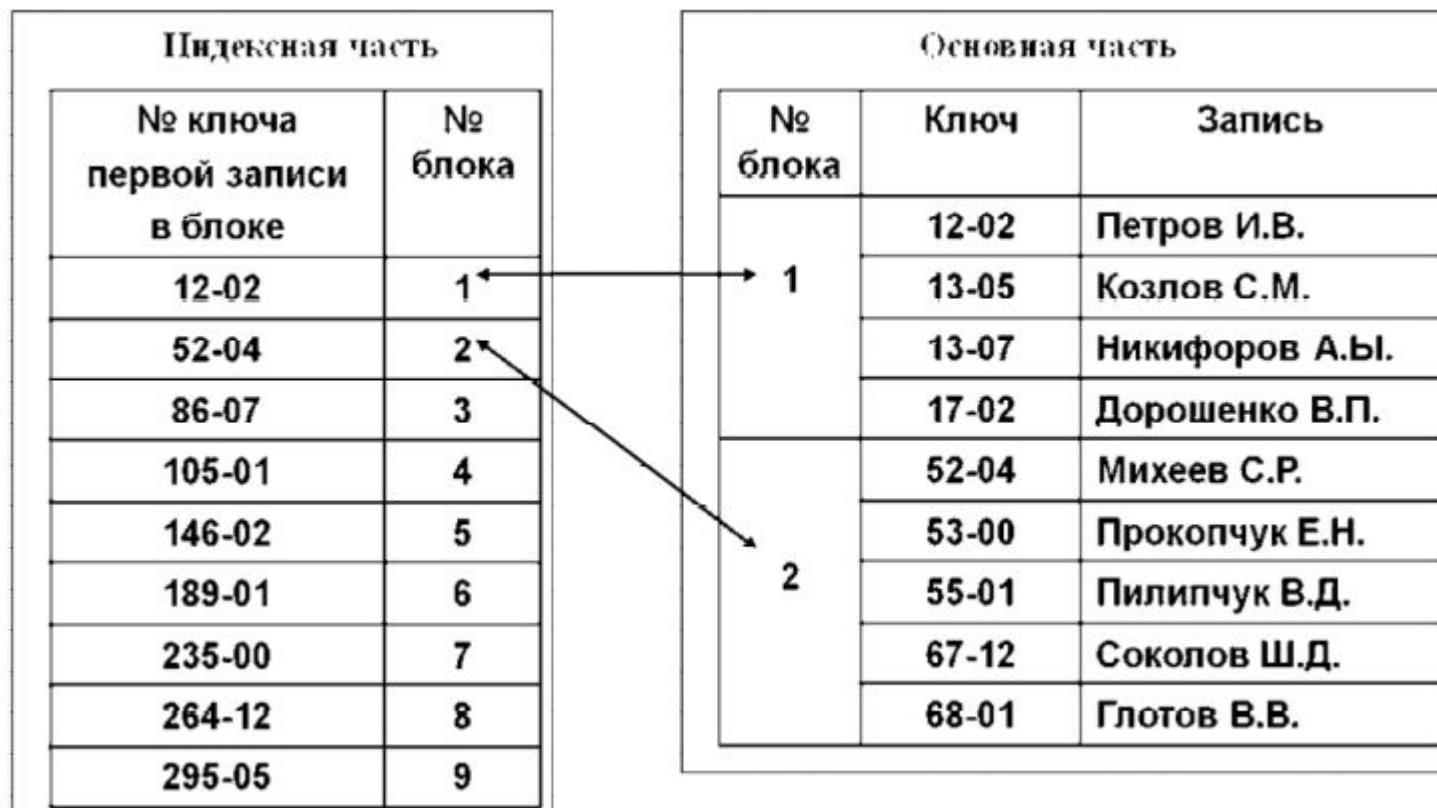 Индексная часть
№ ключа
первой записи
в блоке
№
блока
12-02 1
52-04 2
86-07 3
105-01 4
146-02 5
189-01 6
235-00 7
264-12 8
295-05 9
Основная часть
№
блока
Ключ Запись
1
12-02 Петров И.В.
13-05 Козлов С.М.
13-07 Никифоров А.Ы.
17-02 Дорошенко В.П.
2
52-04 Михеев С.Р.
53-00 Прокопчук Е.Н.
55-01 Пилипчук В.Д.
67-12 Соколов Ш.Д.
68-01 Глотов В.В.